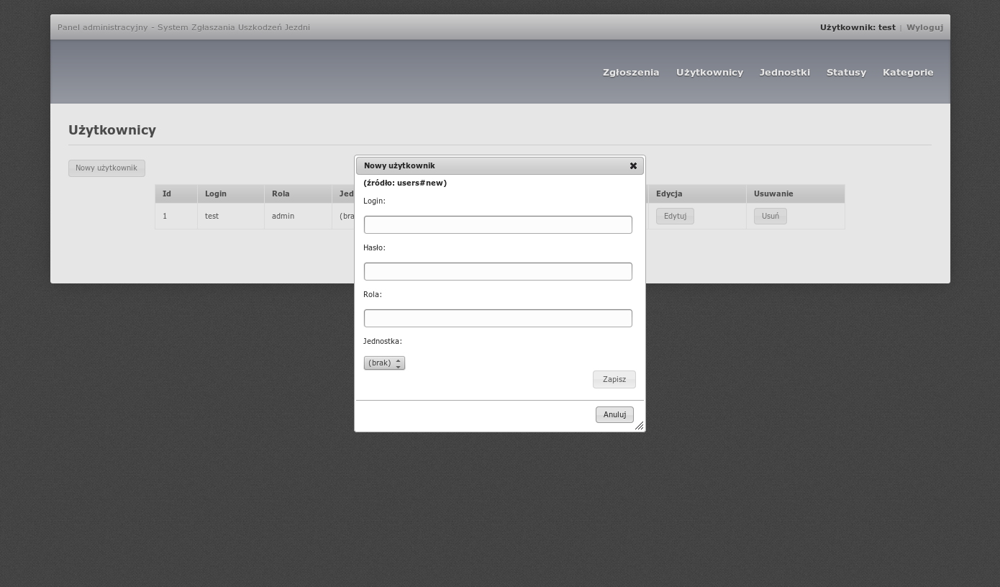 Panel administracyjny - System Zgłaszania Uszkodzeń Jezdni
Użytkownik: test | Wyloguj
Zgłoszenia Użytkownicy Jednostki Statusy Kategorie
Użytkownicy
Nowy użytkownik
Id Login Rola Jed Edycja Usuwanie
1 test admin (bra Edytuj Usuń
Nowy użytkownik
(źródło: users#new)
Login:
Hasło:
Rola:
Jednostka:
(brak)
Zapisz
Anuluj